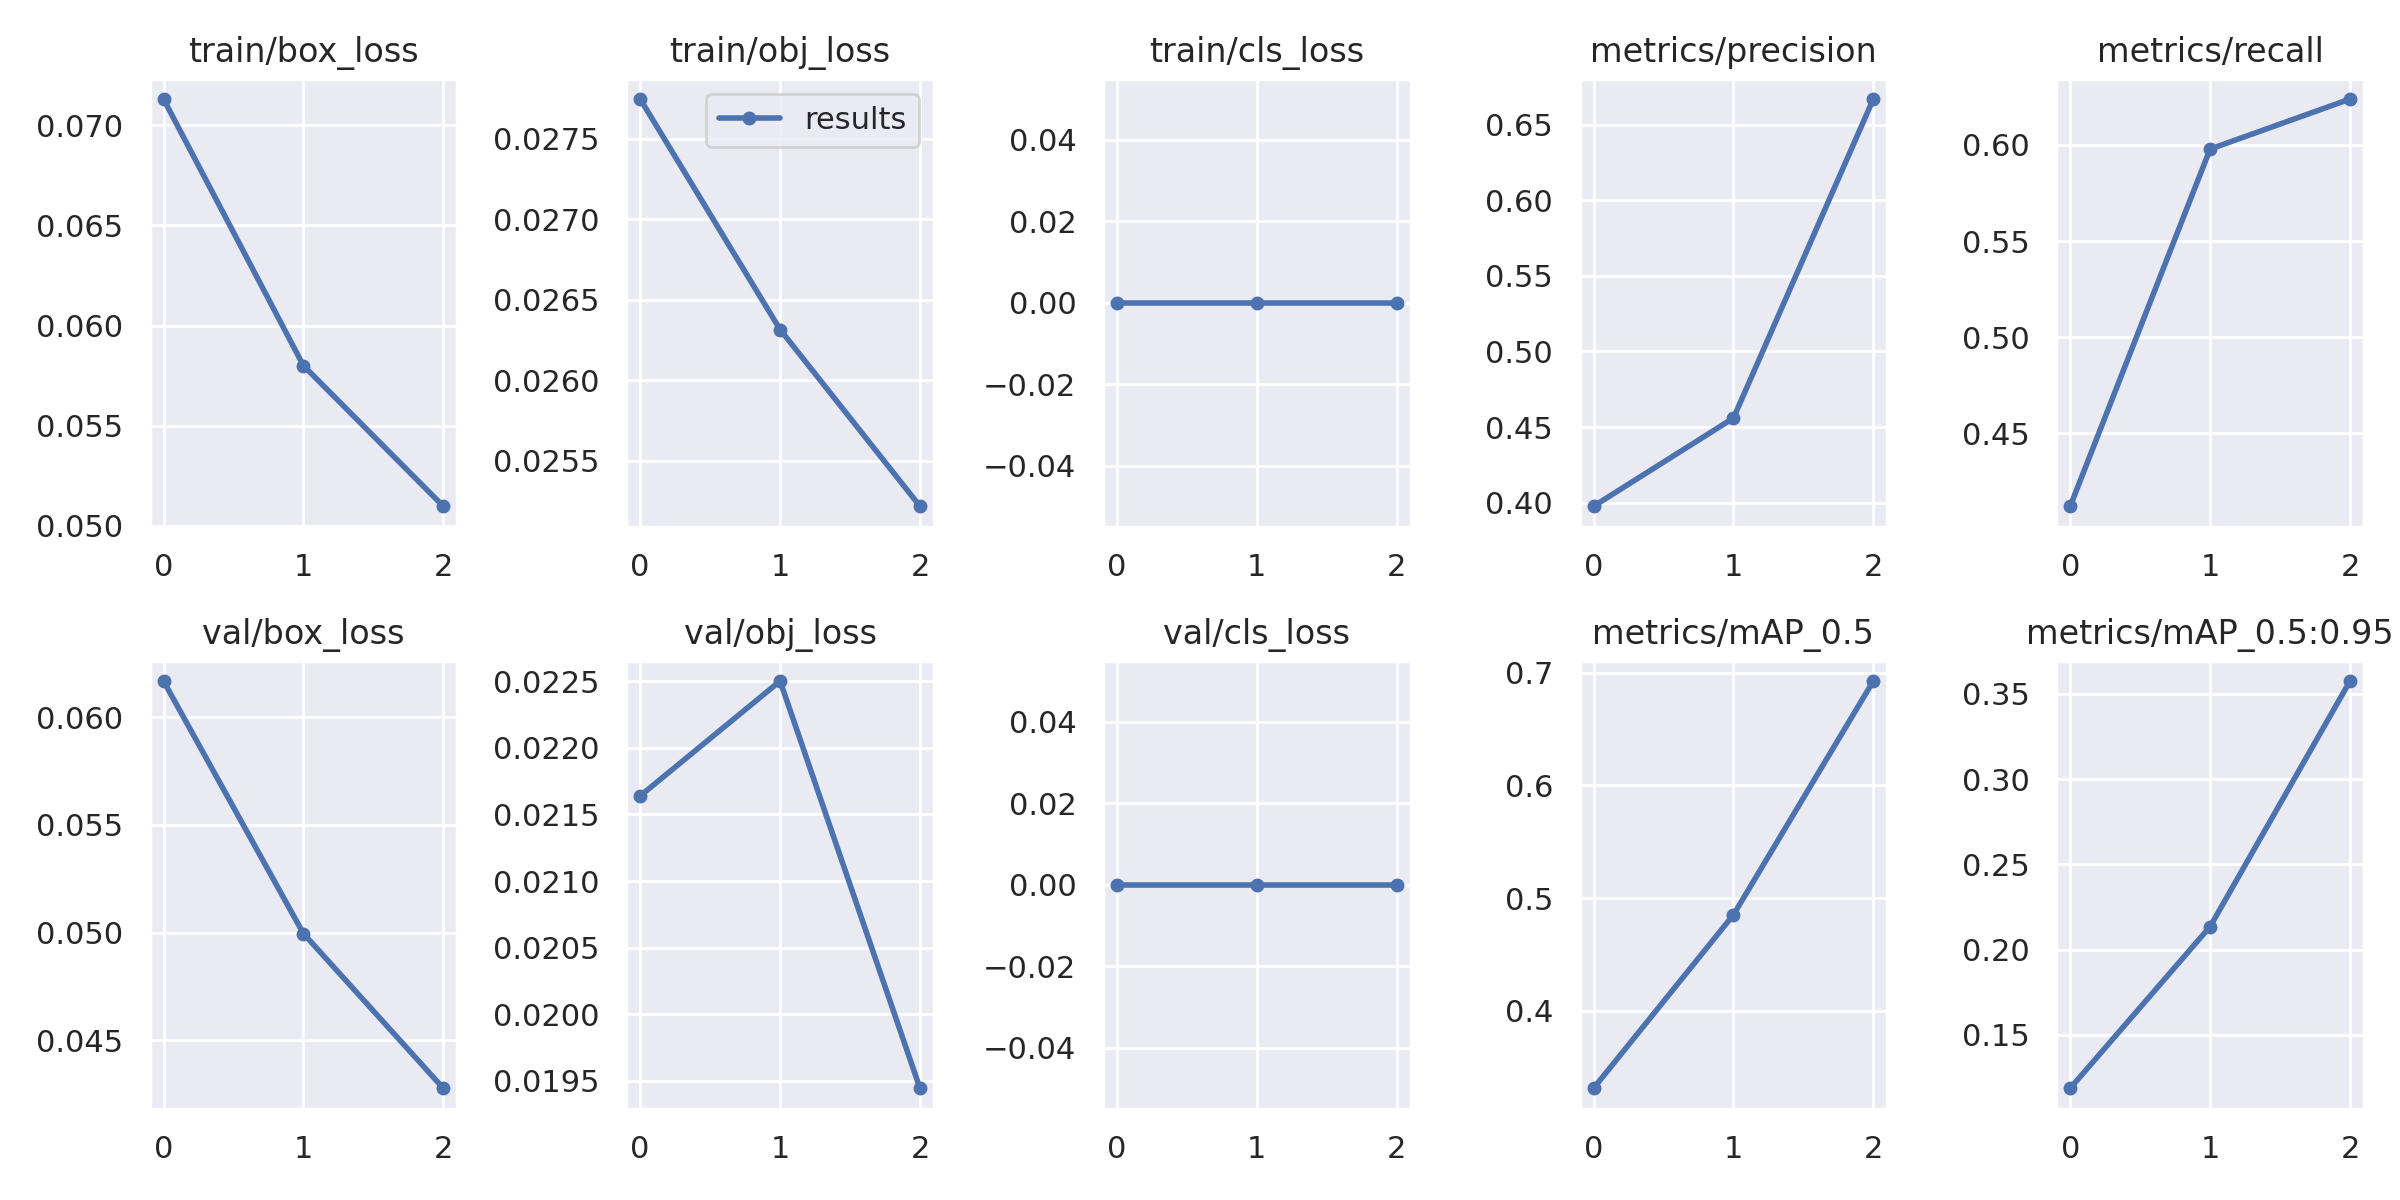 train/box_loss
0.070
0.065
0.060
0.055
0.050
0 1 2
train/obj_loss
results
0.0275
0.0270
0.0265
0.0260
0.0255
0 1 2
train/cls_loss
0.04
0.02
0.00
−0.02
−0.04
0 1 2
metrics/precision
0.65
0.60
0.55
0.50
0.45
0.40
0 1 2
metrics/recall
0.60
0.55
0.50
0.45
0 1 2
val/box_loss
0.060
0.055
0.050
0.045
0 1 2
val/obj_loss
0.0225
0.0220
0.0215
0.0210
0.0205
0.0200
0.0195
0 1 2
val/cls_loss
0.04
0.02
0.00
−0.02
−0.04
0 1 2
metrics/mAP_0.5
0.7
0.6
0.5
0.4
0 1 2
metrics/mAP_0.5:0.95
0.35
0.30
0.25
0.20
0.15
0 1 2